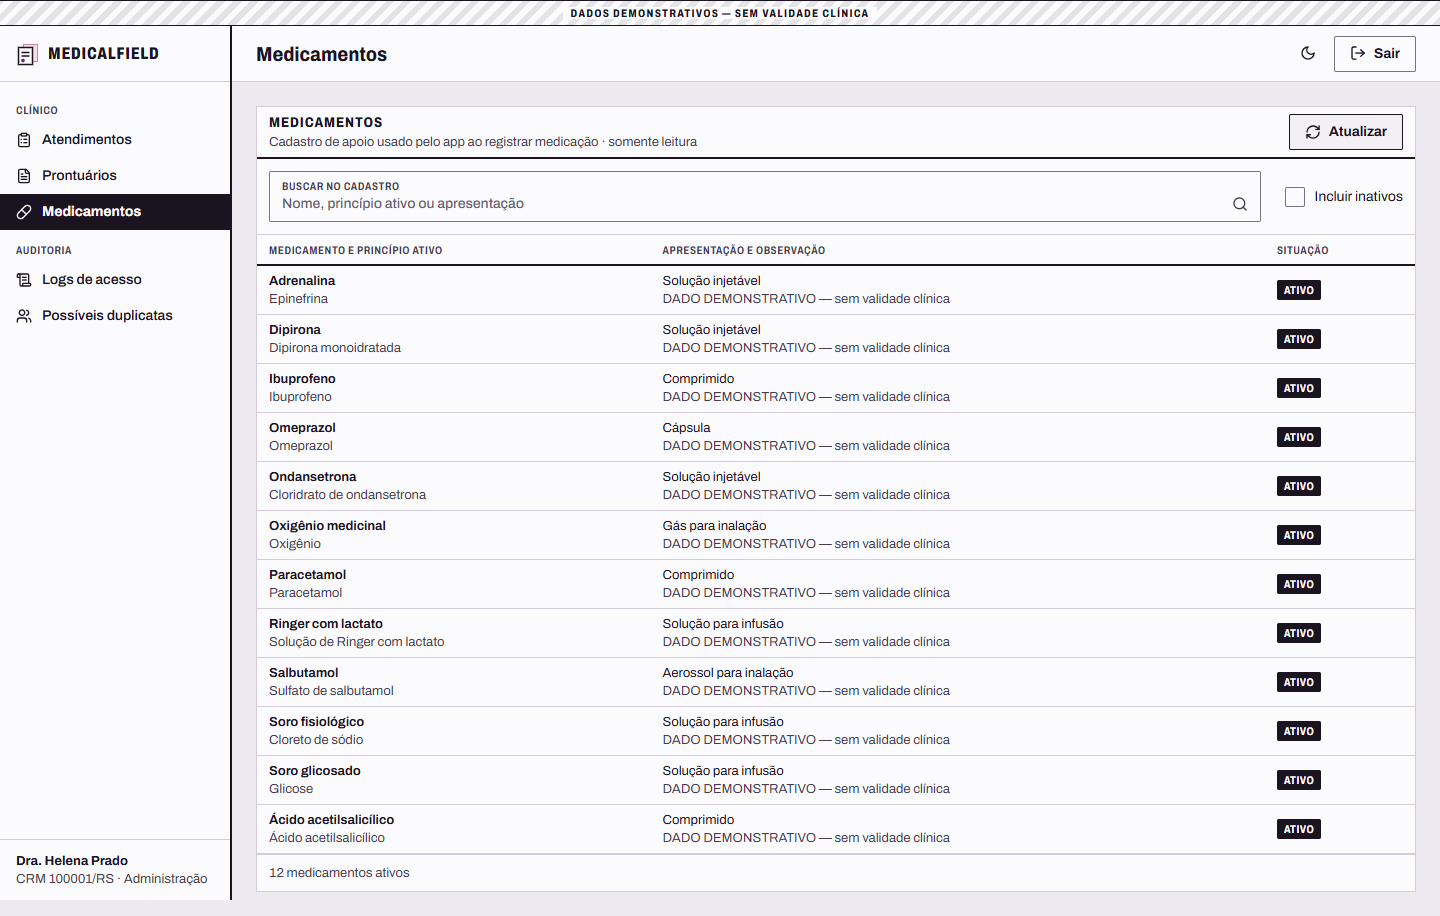 DADOS DEMONSTRATIVOS — SEM VALIDADE CLÍNICA
MEDICALFIELD
CLÍNICO
Atendimentos
Prontuários
Medicamentos
AUDITORIA
Logs de acesso
Possíveis duplicatas
Dra. Helena Prado
CRM 100001/RS · Administração
Medicamentos
Sair
MEDICAMENTOS
Cadastro de apoio usado pelo app ao registrar medicação · somente leitura
Atualizar
BUSCAR NO CADASTRO
Nome, princípio ativo ou apresentação
Incluir inativos
MEDICAMENTO E PRINCÍPIO ATIVO APRESENTAÇÃO E OBSERVAÇÃO SITUAÇÃO
Adrenalina Solução injetável
Epinefrina DADO DEMONSTRATIVO — sem validade clínica ATIVO
Dipirona Solução injetável
Dipirona monoidratada DADO DEMONSTRATIVO — sem validade clínica ATIVO
Ibuprofeno Comprimido
Ibuprofeno DADO DEMONSTRATIVO — sem validade clínica ATIVO
Omeprazol Cápsula
Omeprazol DADO DEMONSTRATIVO — sem validade clínica ATIVO
Ondansetrona Solução injetável
Cloridrato de ondansetrona DADO DEMONSTRATIVO — sem validade clínica ATIVO
Oxigênio medicinal Gás para inalação
Oxigênio DADO DEMONSTRATIVO — sem validade clínica ATIVO
Paracetamol Comprimido
Paracetamol DADO DEMONSTRATIVO — sem validade clínica ATIVO
Ringer com lactato Solução para infusão
Solução de Ringer com lactato DADO DEMONSTRATIVO — sem validade clínica ATIVO
Salbutamol Aerossol para inalação
Sulfato de salbutamol DADO DEMONSTRATIVO — sem validade clínica ATIVO
Soro fisiológico Solução para infusão
Cloreto de sódio DADO DEMONSTRATIVO — sem validade clínica ATIVO
Soro glicosado Solução para infusão
Glicose DADO DEMONSTRATIVO — sem validade clínica ATIVO
Ácido acetilsalicílico Comprimido
Ácido acetilsalicílico DADO DEMONSTRATIVO — sem validade clínica ATIVO
12 medicamentos ativos